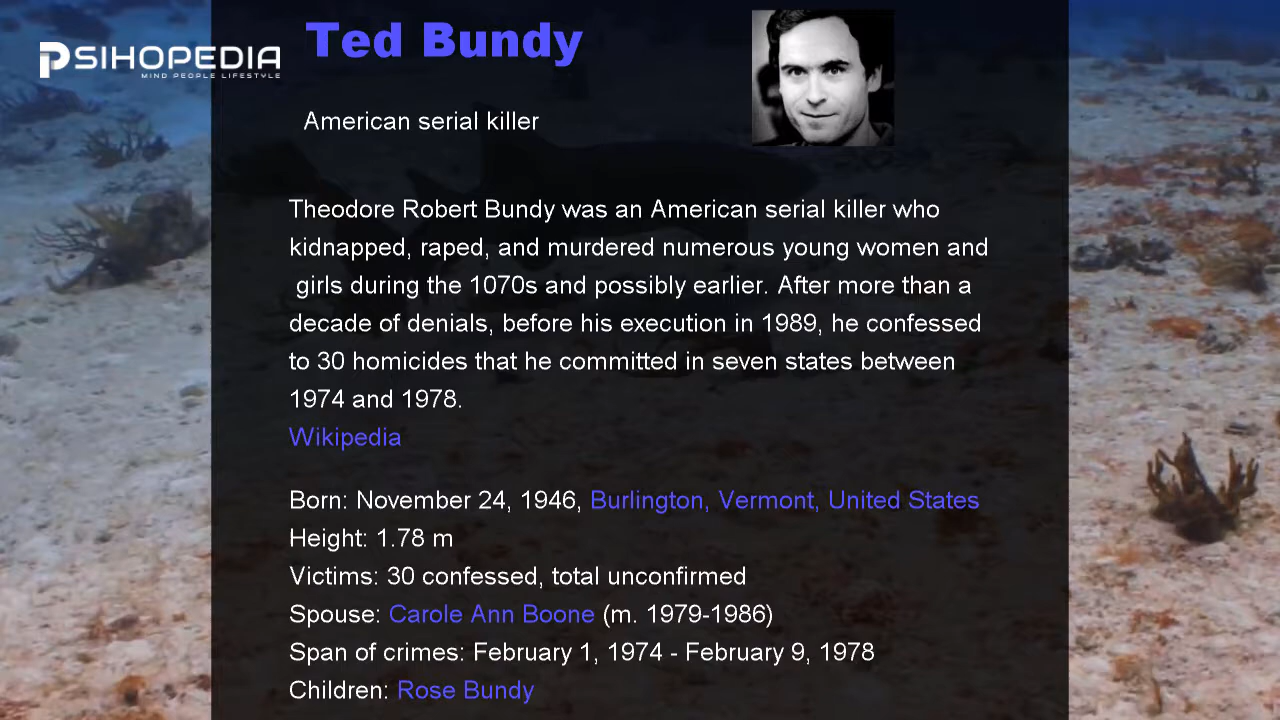 Ted Bundy
PSIHOPEDIA
MIND PEOPLE LIFESTYLE
American serial killer
Theodore Robert Bundy was an American serial killer who
kidnapped, raped, and murdered numerous young women and
girls during the 1070s and possibly earlier. After more than a
decade of denials, before his execution in 1989, he confessed
to 30 homicides that he committed in seven states between
1974 and 1978.
Wikipedia
Born: November 24, 1946, Burlington, Vermont, United States
Height: 1.78 m
Victims: 30 confessed, total unconfirmed
Spouse: Carole Ann Boone (m. 1979-1986)
Span of crimes: February 1, 1974 - February 9, 1978
Children: Rose Bundy